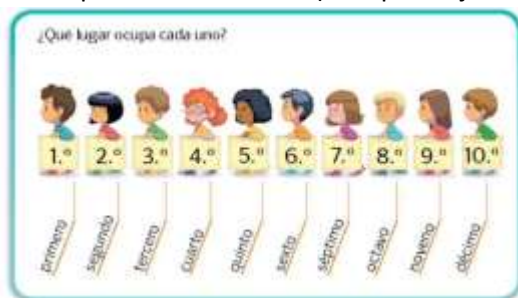 ¿Qué lugar ocupa cada uno?
1.º 2.º 3.º 4.º 5.º 6.º 7.º 8.º 9.º 10.º
primero segundo tercero cuarto quinto sexto séptimo octavo noveno décimo